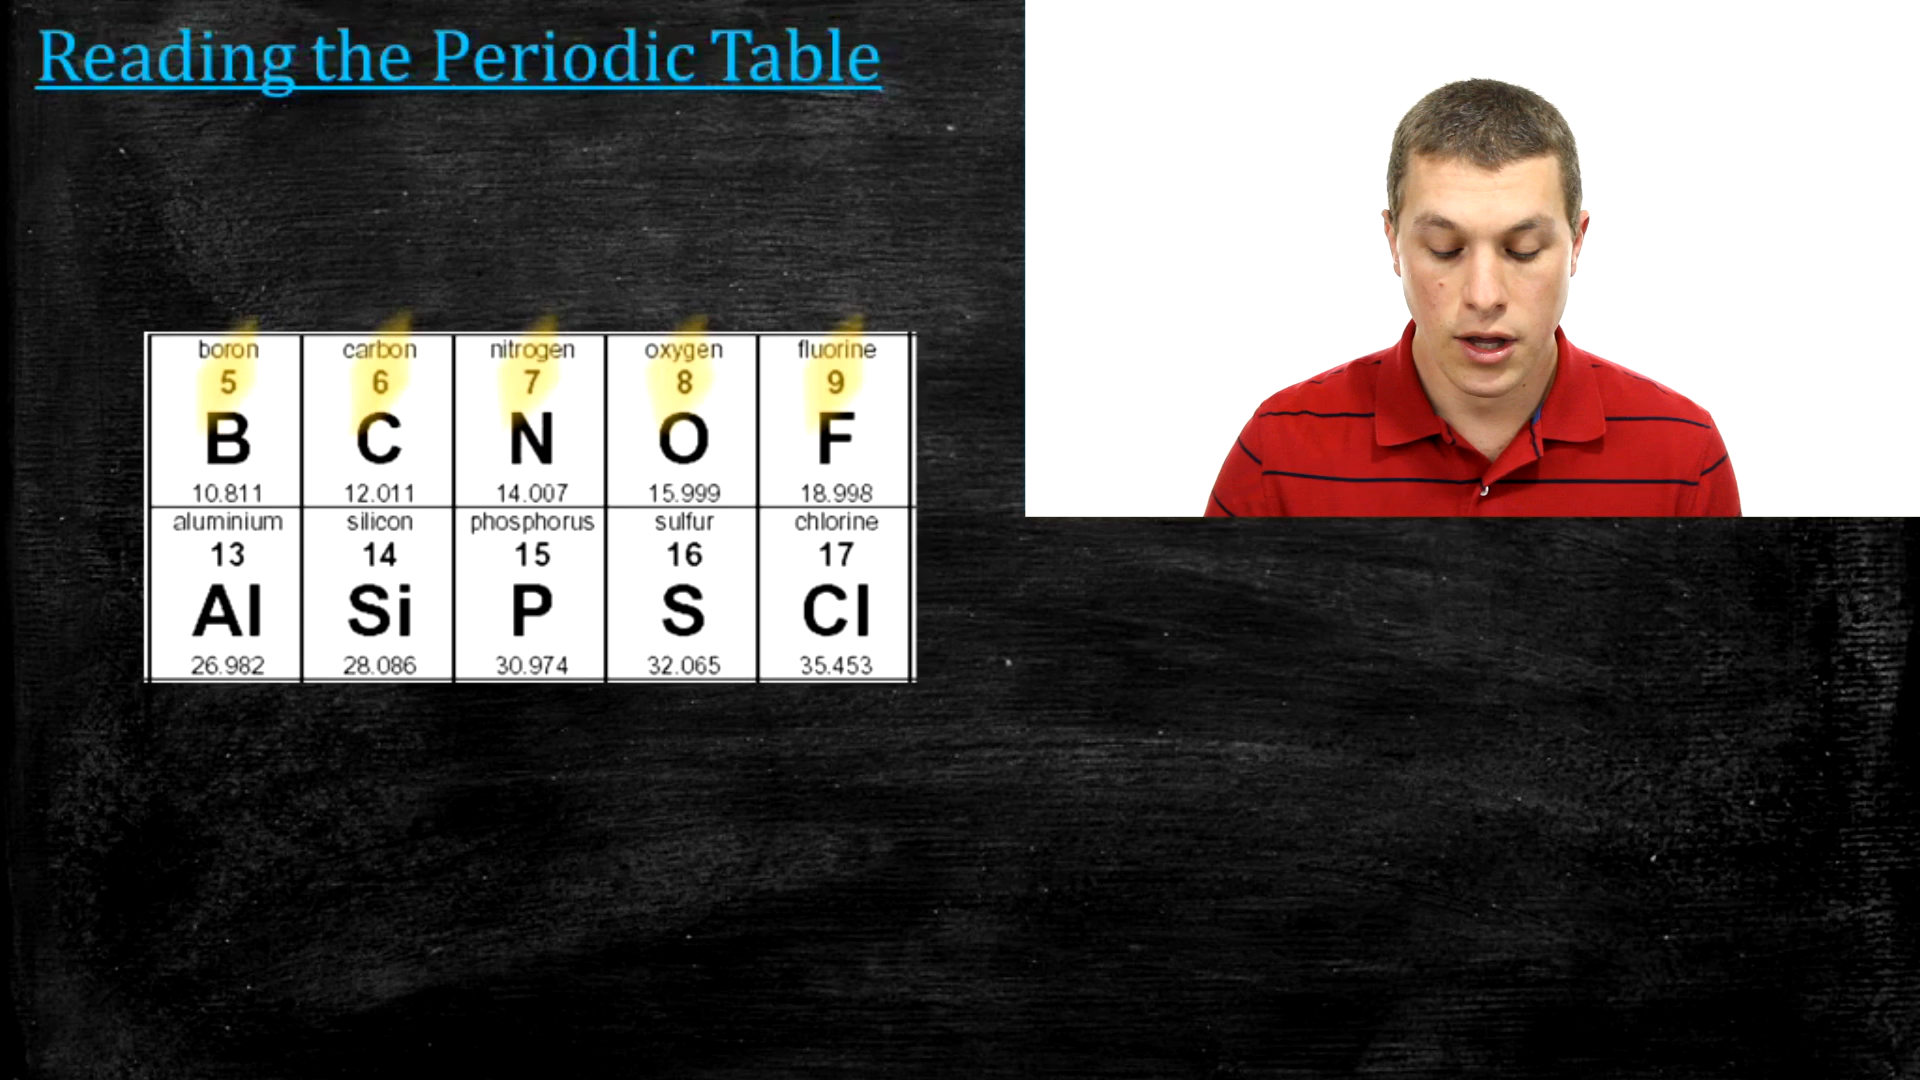 Reading the Periodic Table
boron carbon nitrogen oxygen fluorine
5 6 7 8 9
B C N O F
10.811 12.011 14.007 15.999 18.998
aluminium silicon phosphorus sulfur chlorine
13 14 15 16 17
Al Si P S Cl
26.982 28.086 30.974 32.065 35.453